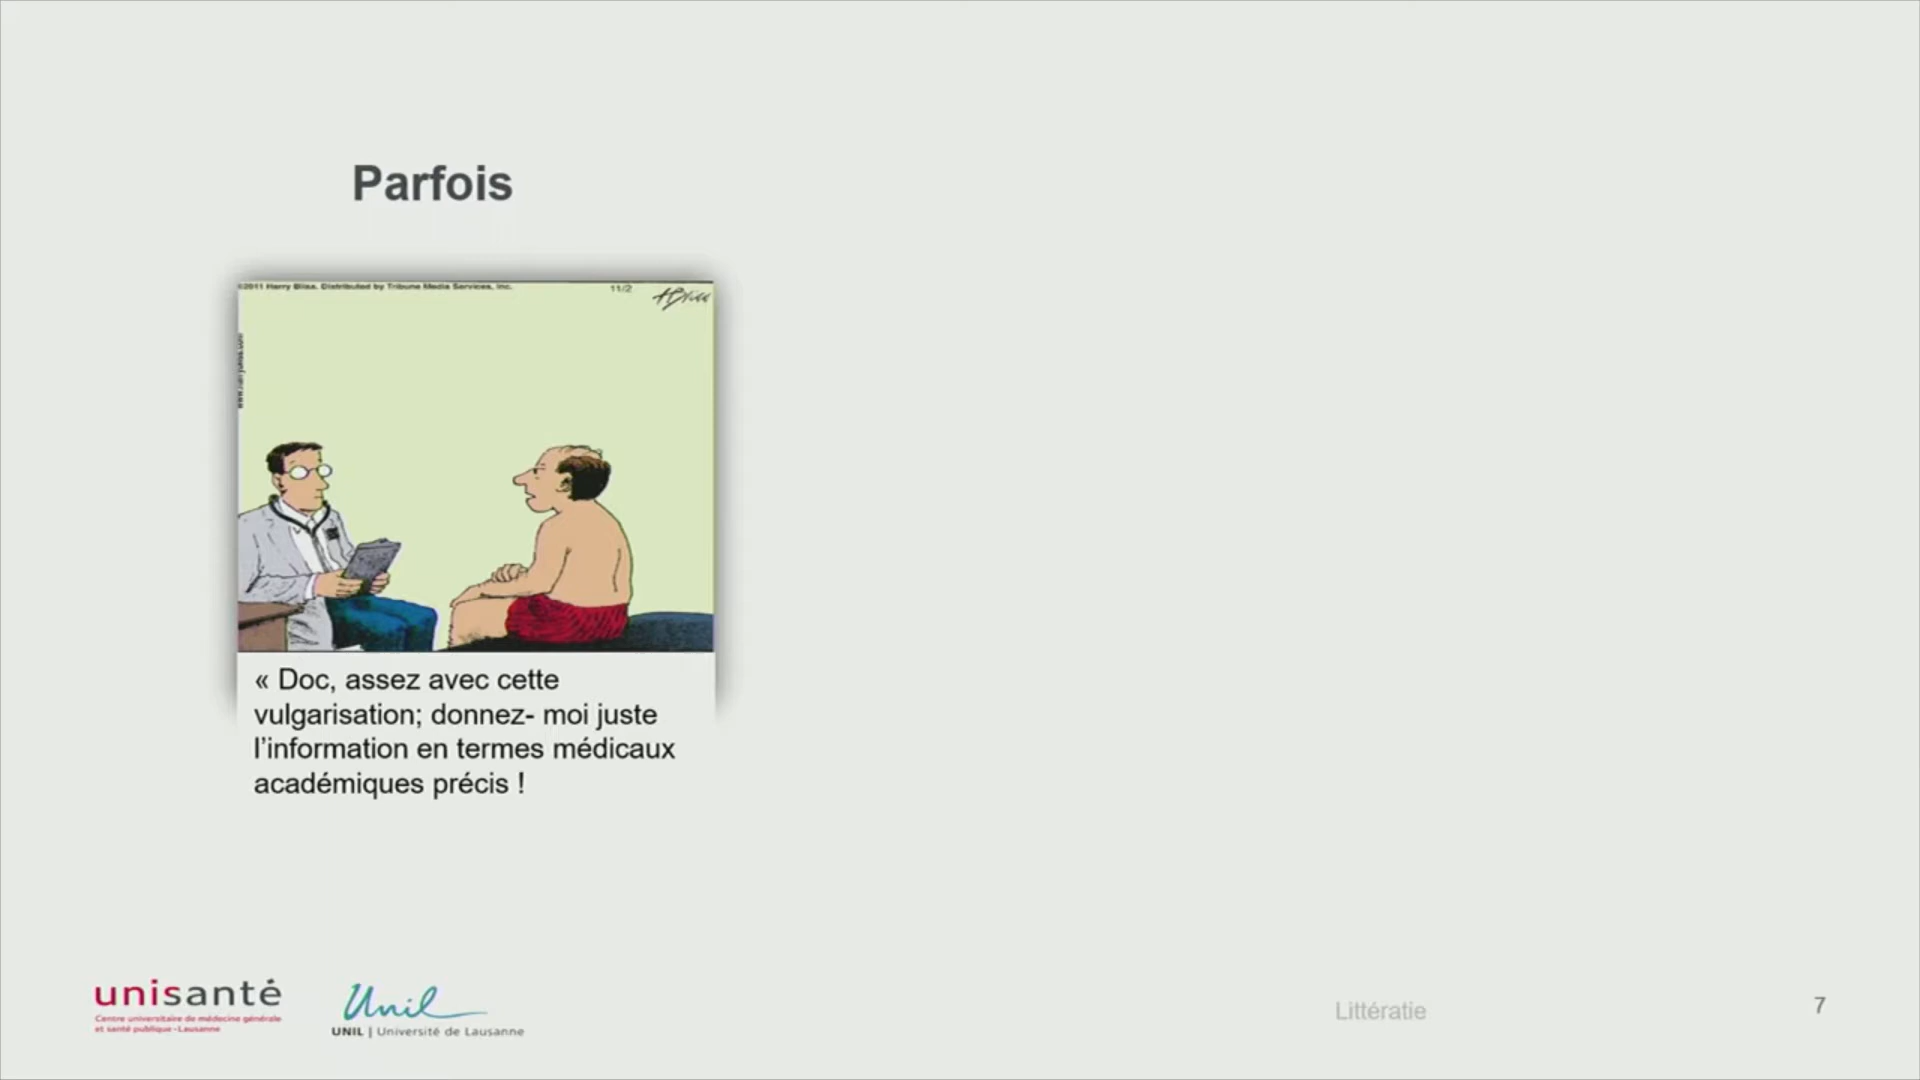 Parfois
©2011 Harry Bliss. Distributed by Tribune Media Services, Inc.
11/2
« Doc, assez avec cette
vulgarisation; donnez- moi juste
l’information en termes médicaux
académiques précis !
unisanté
Centre universitaire de médecine générale
et santé publique - Lausanne
Unil
UNIL | Université de Lausanne
Littératie
7